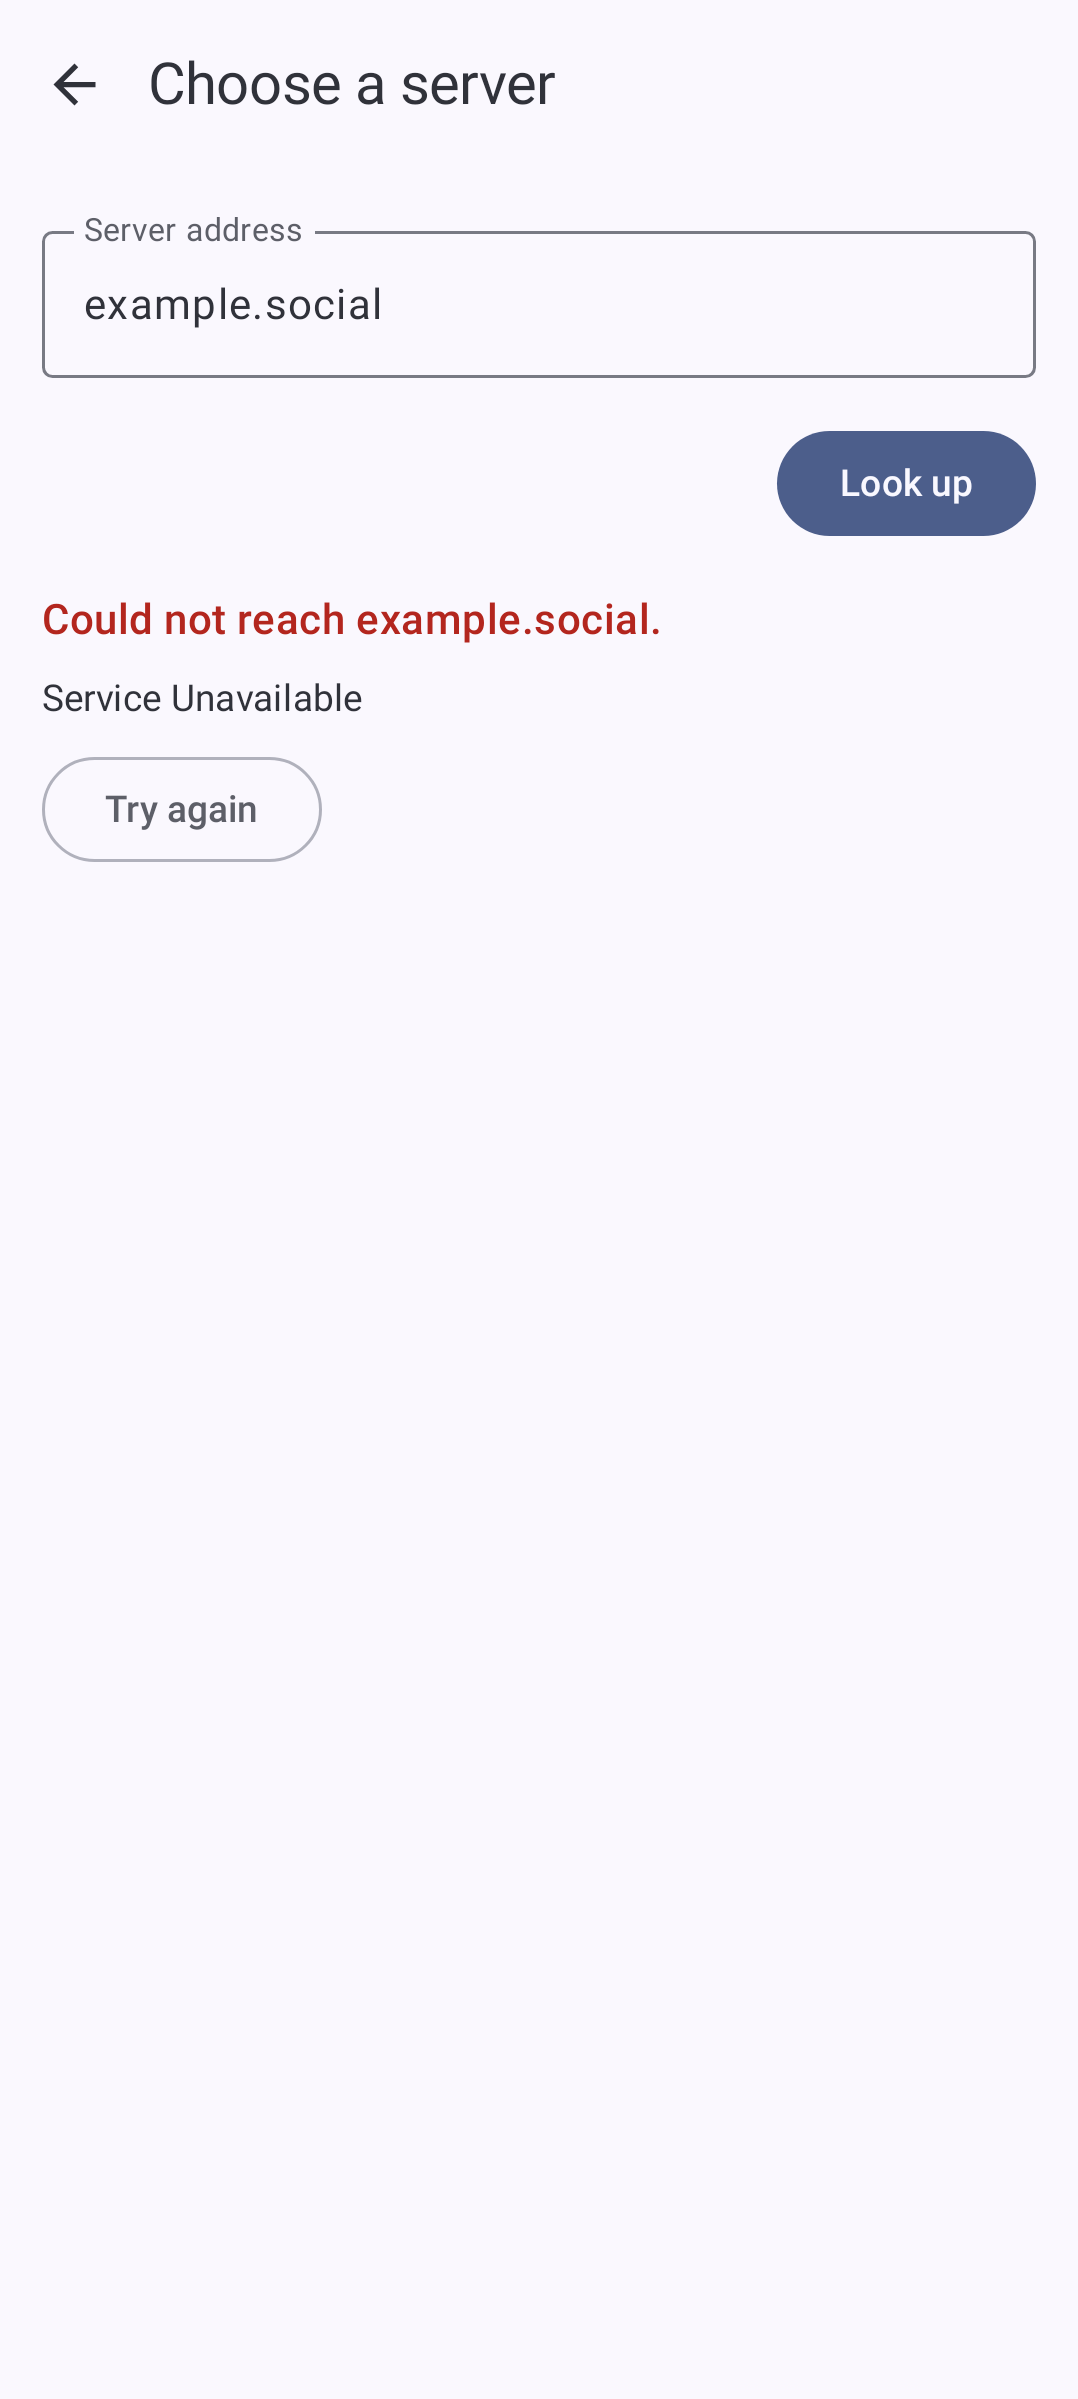 Choose a server
Server address
example.social
Look up
Could not reach example.social.
Service Unavailable
Try again